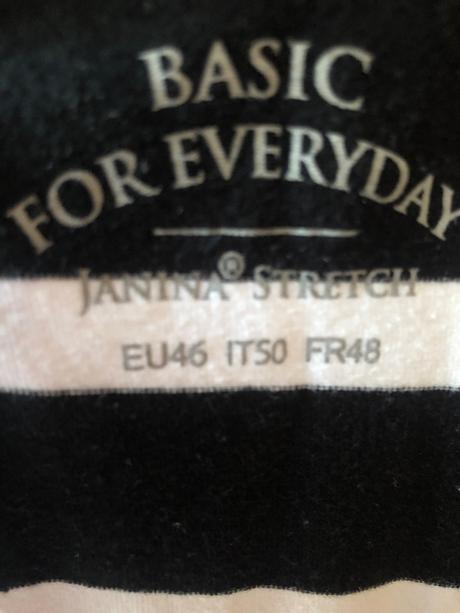 BASIC
FOR EVERYDAY
JANINA® STRETCH
EU46 IT50 FR48